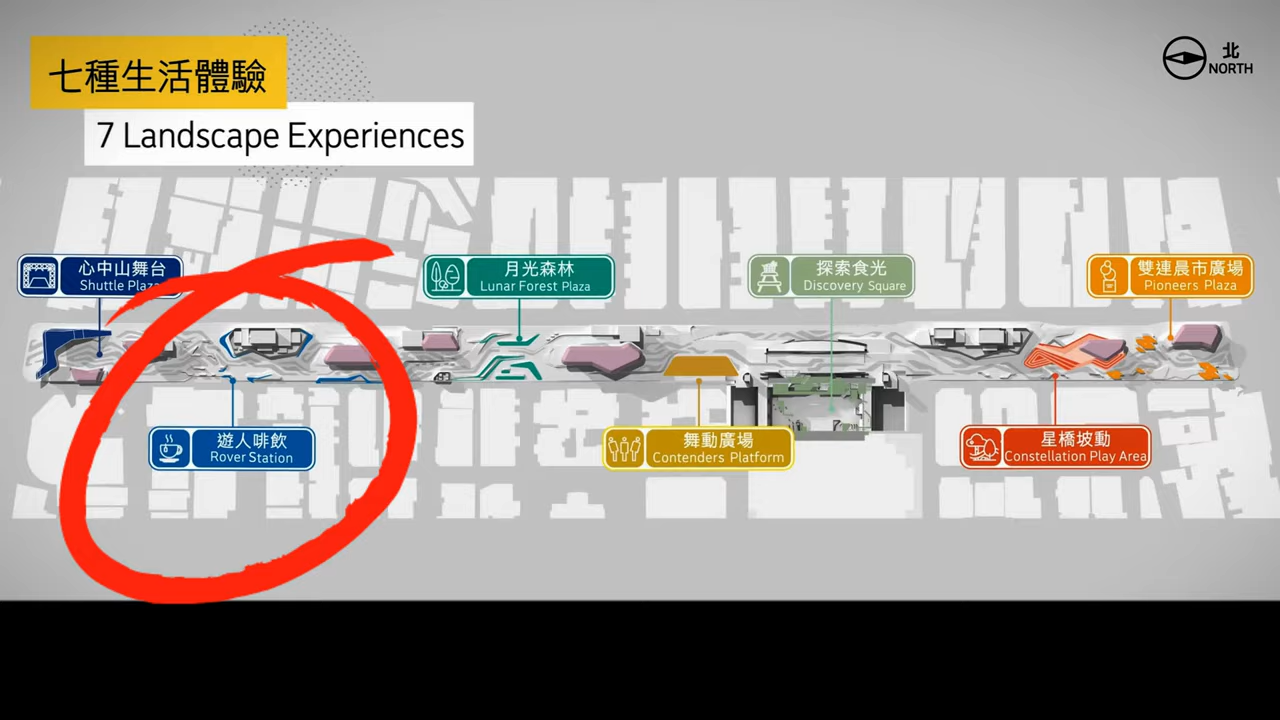 七種生活體驗
7 Landscape Experiences
北
NORTH
心中山舞台
Shuttle Plaza
月光森林
Lunar Forest Plaza
探索食光
Discovery Square
雙連晨市廣場
Pioneers Plaza
遊人啡飲
Rover Station
舞動廣場
Contenders Platform
星橋坡動
Constellation Play Area